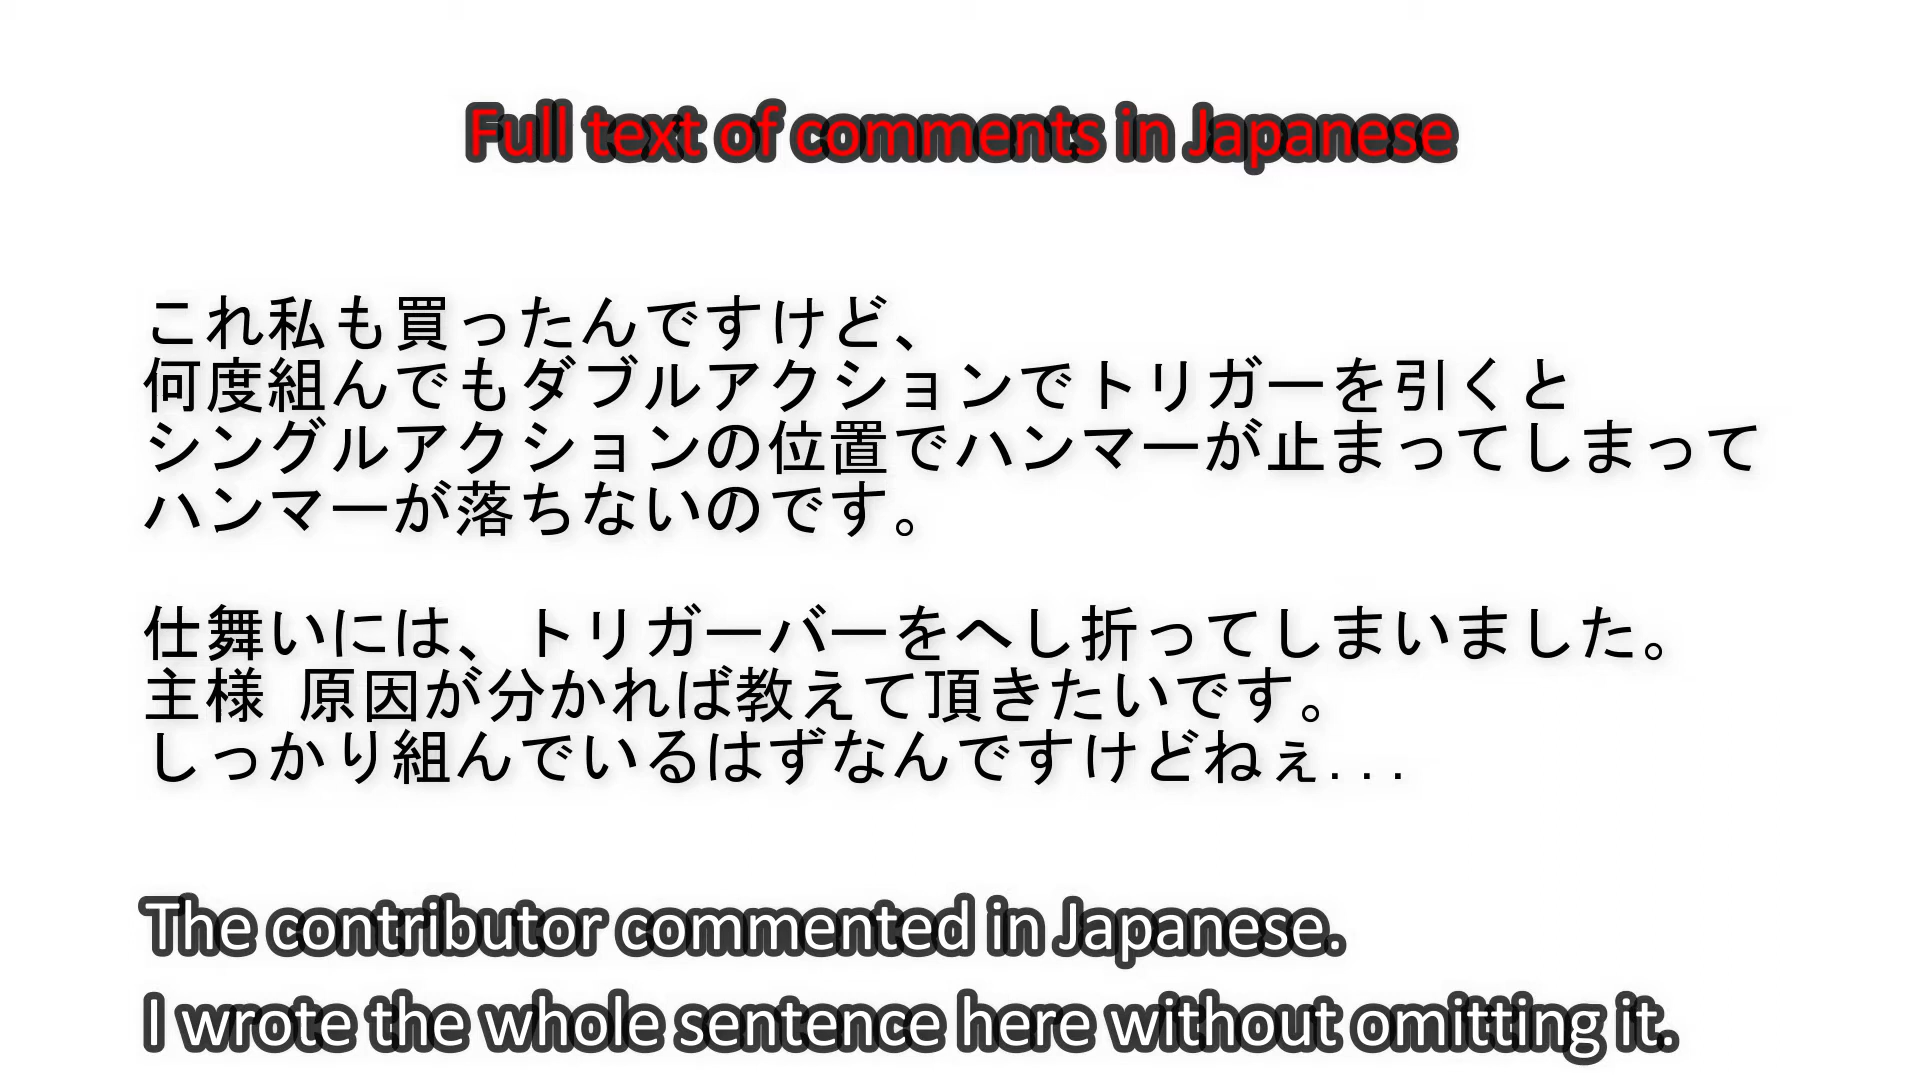 Full text of comments in Japanese
これ私も買ったんですけど、
何度組んでもダブルアクションでトリガーを引くと
シングルアクションの位置でハンマーが止まってしまって
ハンマーが落ちないのです。
仕舞いには、トリガーバーをへし折ってしまいました。
主様 原因が分かれば教えて頂きたいです。
しっかり組んでいるはずなんですけどねぇ...
The contributor commented in Japanese.
I wrote the whole sentence here without omitting it.